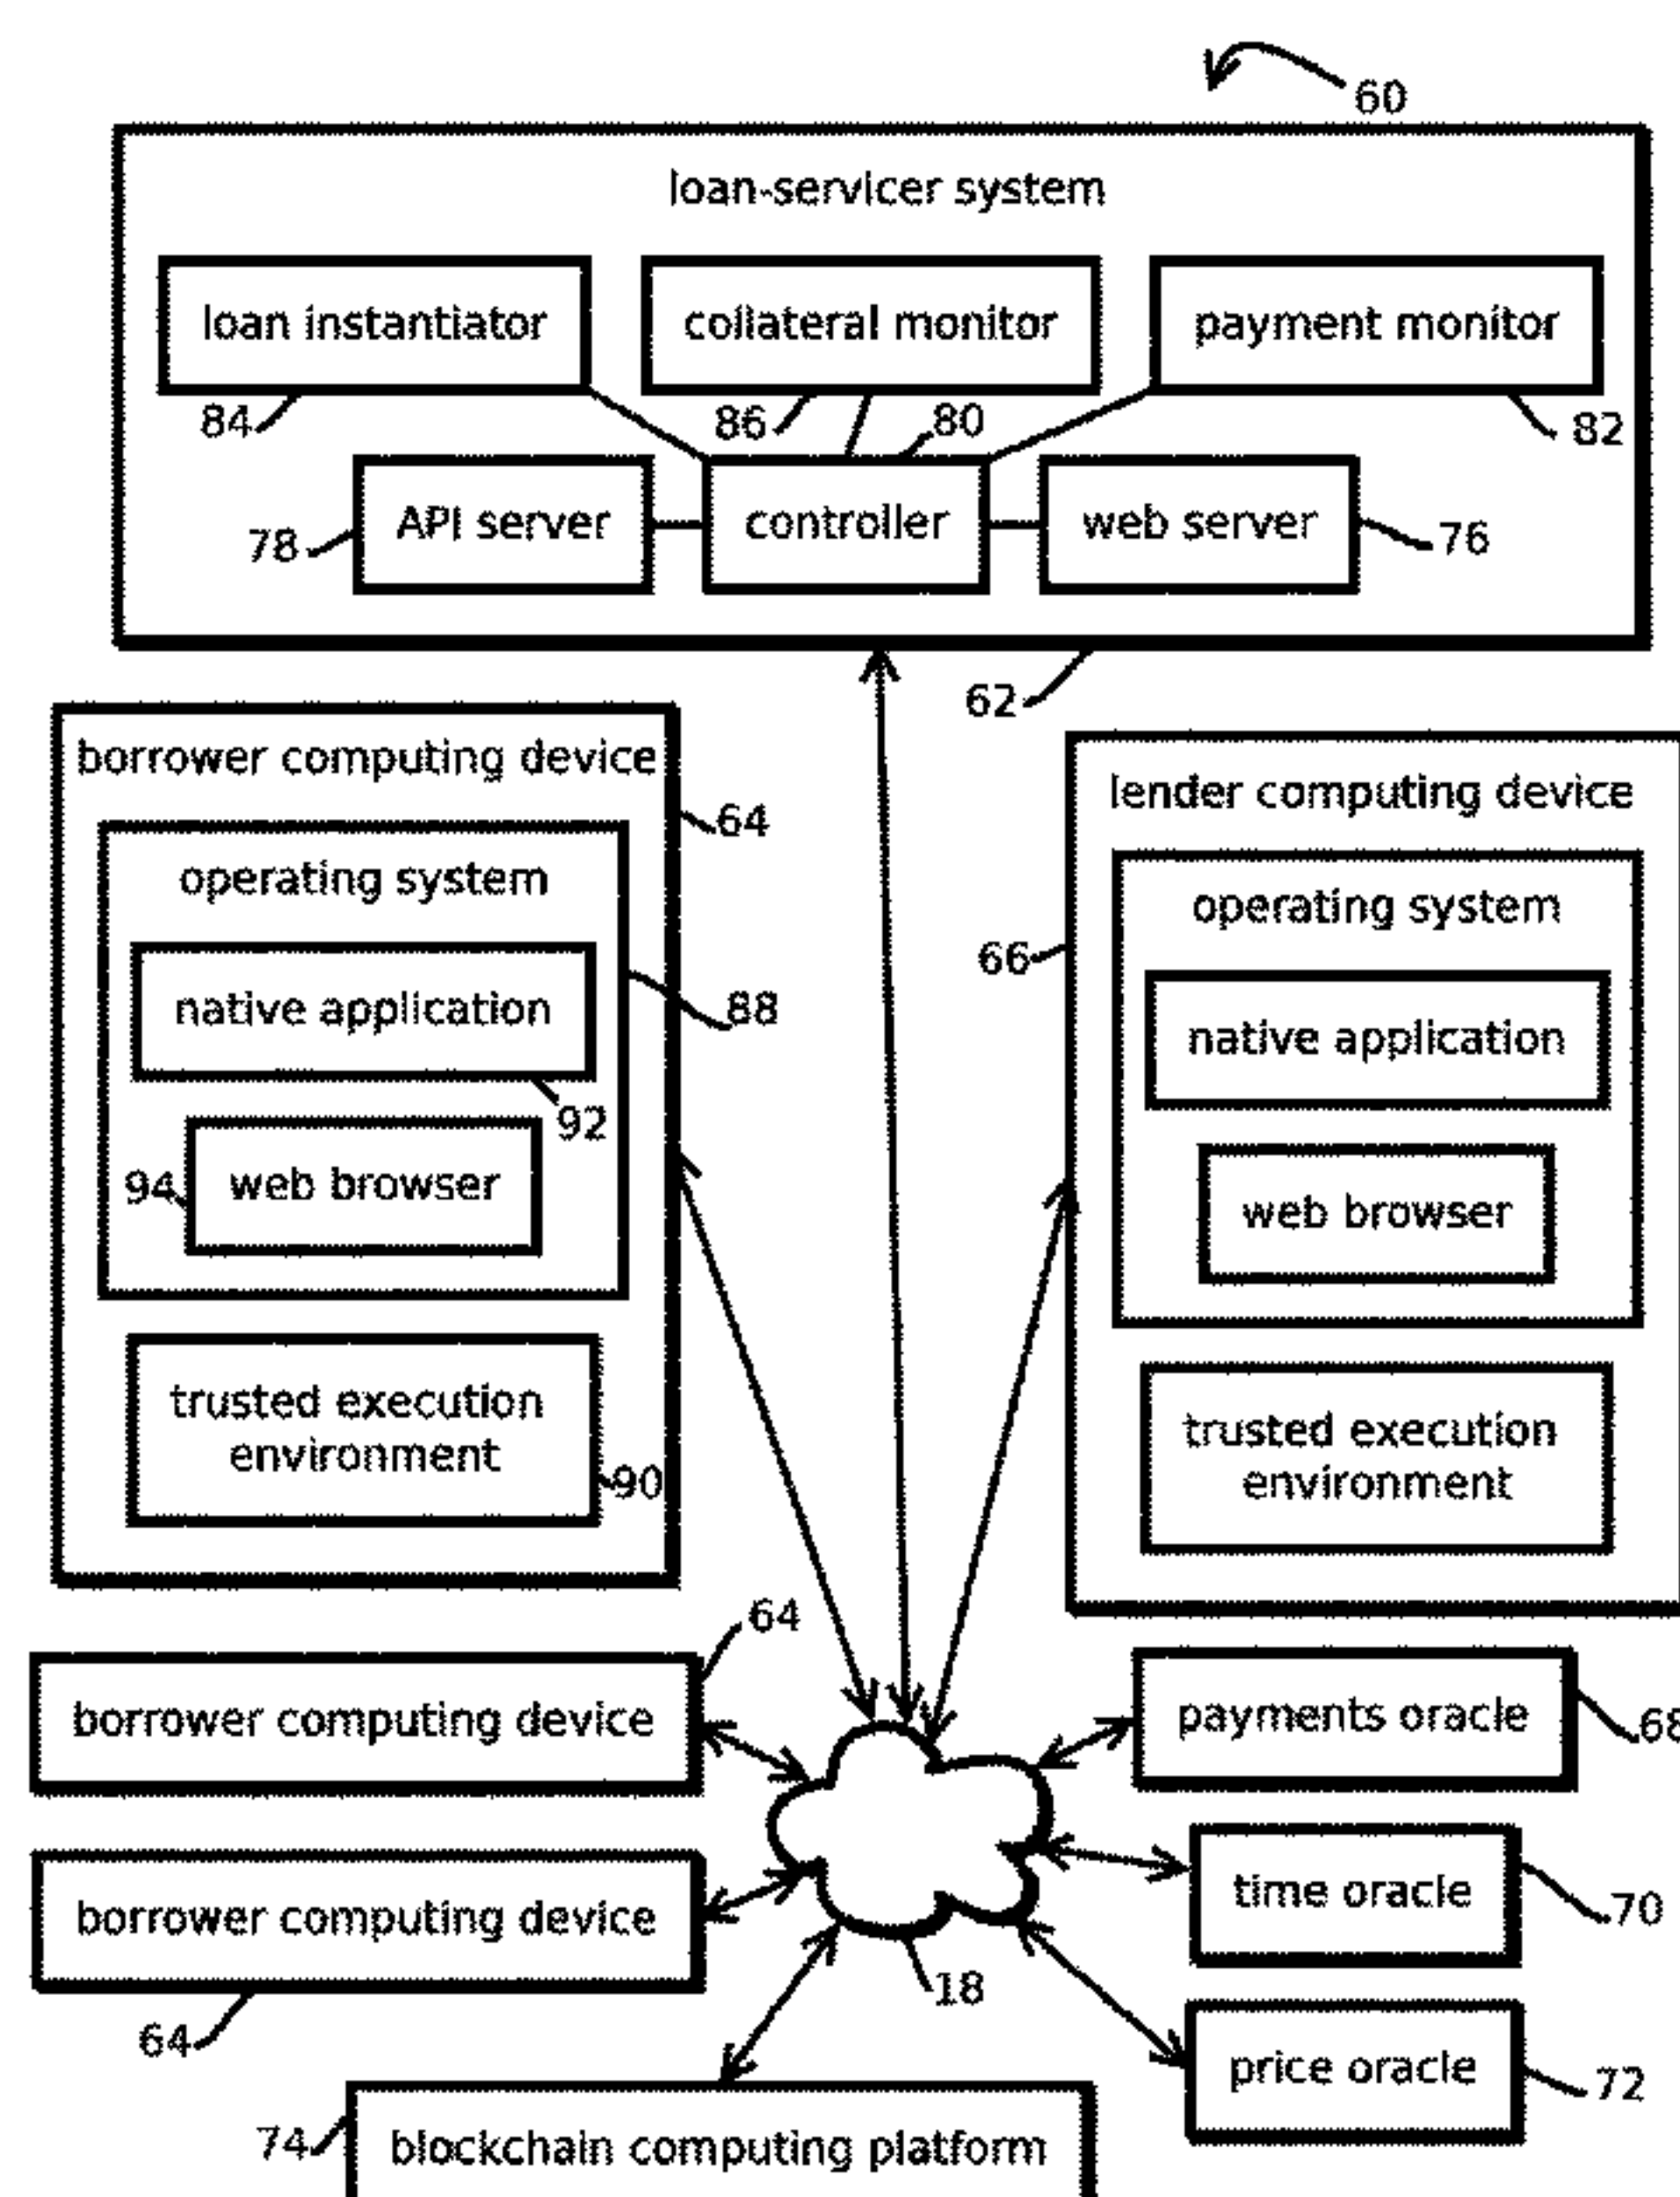 60
loan-servicer system
loan instantiator
collateral monitor
payment monitor
84
86
80
82
API server
controller
web server
78
76
62
borrower computing device
64
lender computing device
operating system
operating system
66
native application
88
native application
92
94
web browser
web browser
trusted execution
environment
90
trusted execution
environment
64
borrower computing device
payments oracle
68
borrower computing device
time oracle
70
18
64
price oracle
72
74
blockchain computing platform